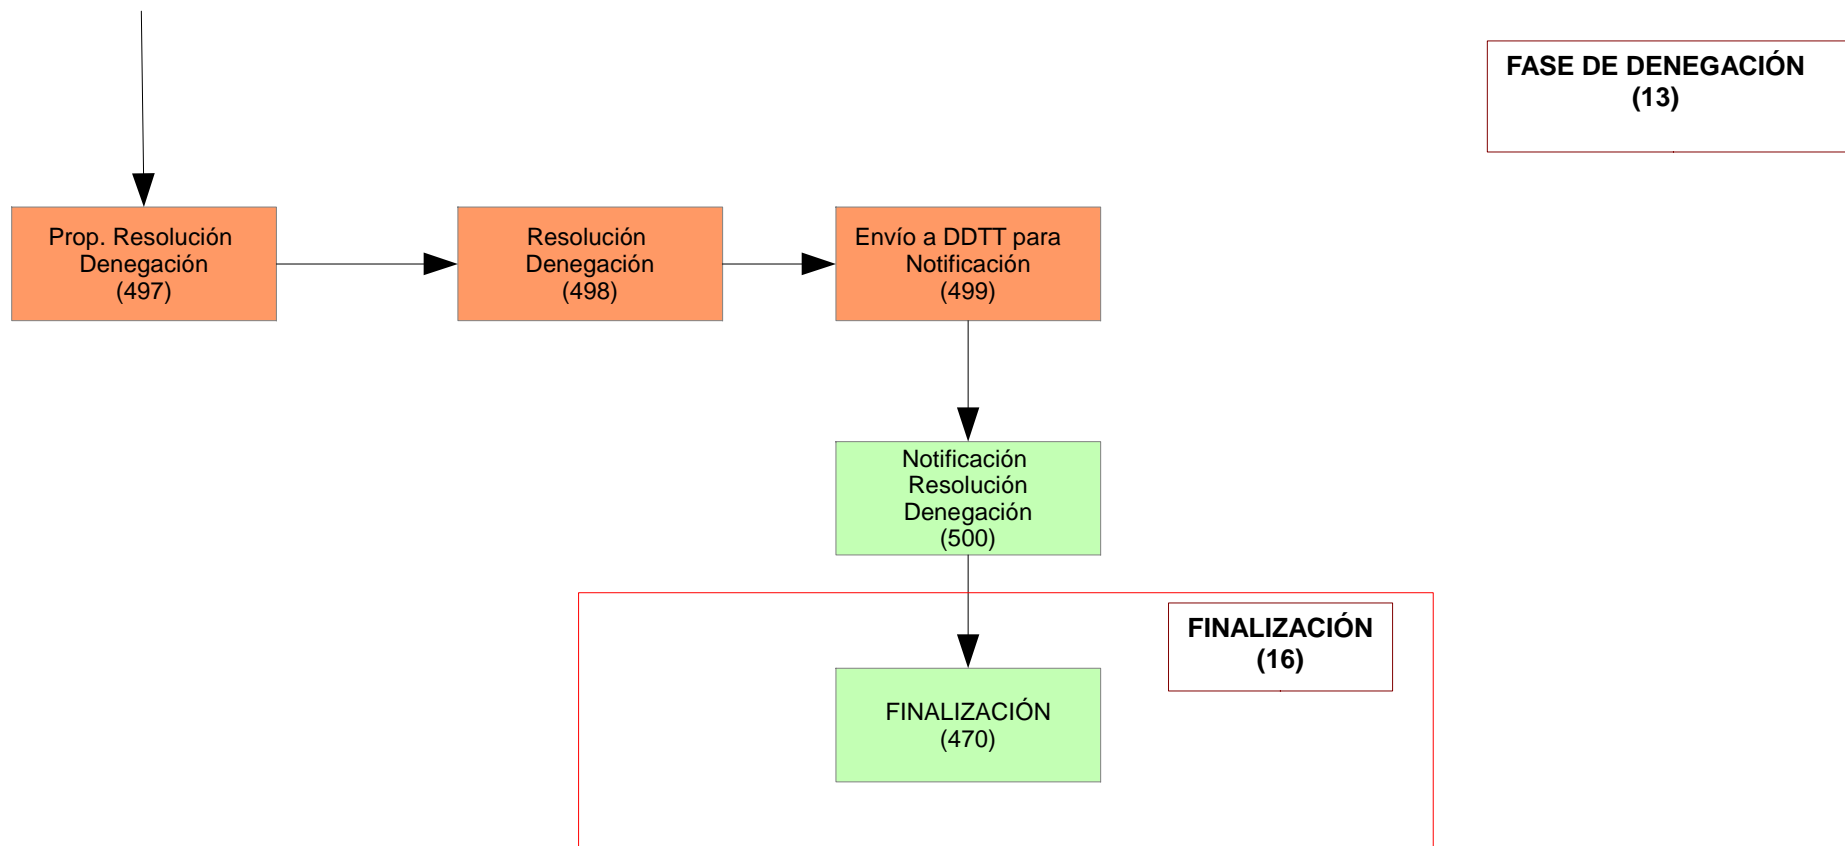 FASE DE DENEGACIÓN
(13)
Prop. Resolución
Denegación
(497)
Resolución
Denegación
(498)
Envío a DDTT para
Notificación
(499)
Notificación
Resolución
Denegación
(500)
FINALIZACIÓN
(16)
FINALIZACIÓN
(470)